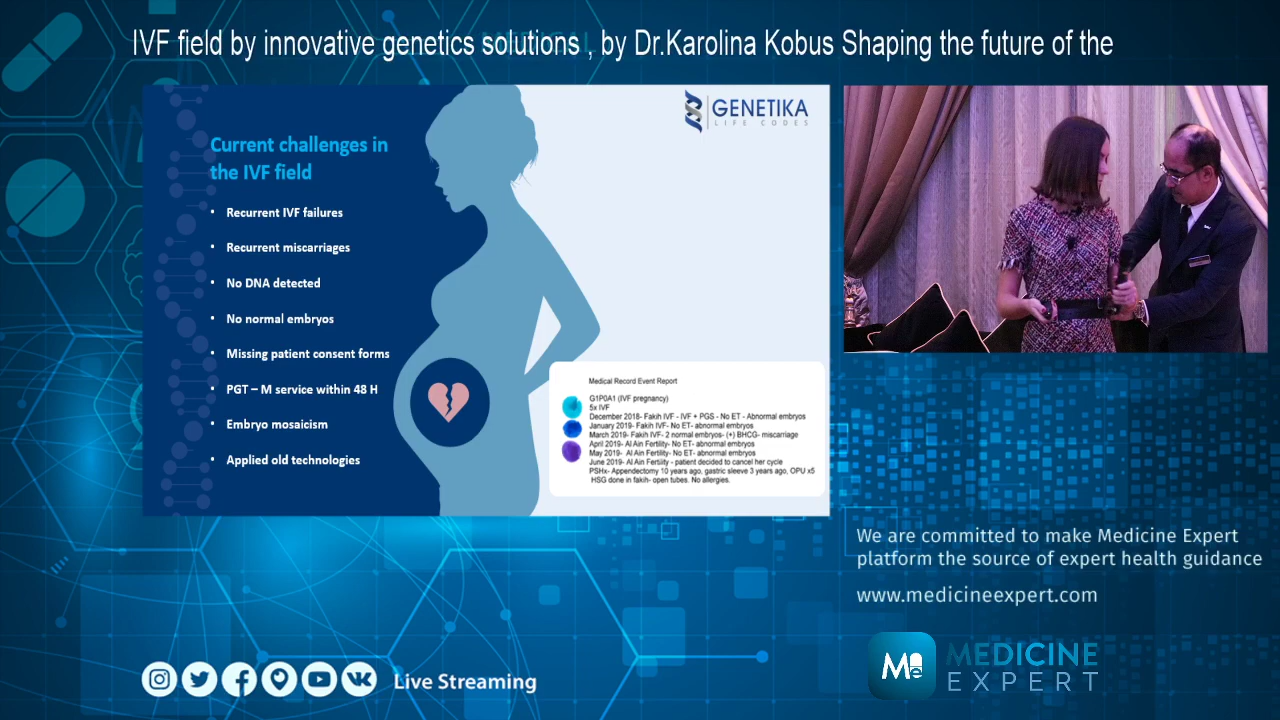 IVF field by innovative genetics solutions , by Dr.Karolina Kobus Shaping the future of the
GENETIKA
LIFE CODES
Current challenges in
the IVF field
• Recurrent IVF failures
• Recurrent miscarriages
• No DNA detected
• No normal embryos
• Missing patient consent forms
• PGT – M service within 48 H
• Embryo mosaicism
• Applied old technologies
Medical Record Event Report
G1P0A1 (IVF pregnancy)
5x IVF
December 2018- Fakih IVF - IVF + PGS - No ET - Abnormal embryos
January 2019- Fakih IVF- No ET- abnormal embryos
March 2019- Fakih IVF- 2 normal embryos- (+) BHCG- miscarriage
April 2019- Al Ain Fertility- No ET- abnormal embryos
May 2019- Al Ain Fertility- No ET- abnormal embryos
June 2019- Al Ain Fertility - patient decided to cancel her cycle
PSHx- Appendectomy 10 years ago, gastric sleeve 3 years ago, OPU x5
HSG done in fakih- open tubes. No allergies.
We are committed to make Medicine Expert
platform the source of expert health guidance
www.medicineexpert.com
Live Streaming
Me
MEDICINE
EXPERT